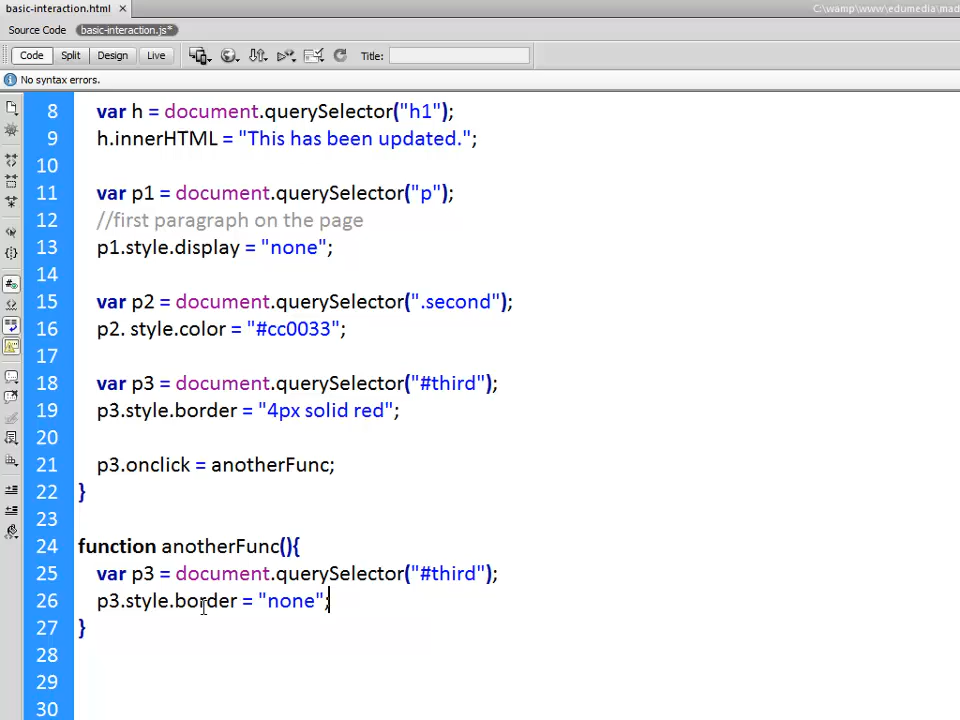 basic-interaction.html × C:\wamp\www\edumedia\mad
Source Code basic-interaction.js*
Code Split Design Live Title:
No syntax errors.
8 var h = document.querySelector("h1");
9 h.innerHTML = "This has been updated.";
10
11 var p1 = document.querySelector("p");
12 //first paragraph on the page
13 p1.style.display = "none";
14
15 var p2 = document.querySelector(".second");
16 p2. style.color = "#cc0033";
17
18 var p3 = document.querySelector("#third");
19 p3.style.border = "4px solid red";
20
21 p3.onclick = anotherFunc;
22 }
23
24 function anotherFunc(){
25 var p3 = document.querySelector("#third");
26 p3.style.border = "none";
27 }
28
29
30